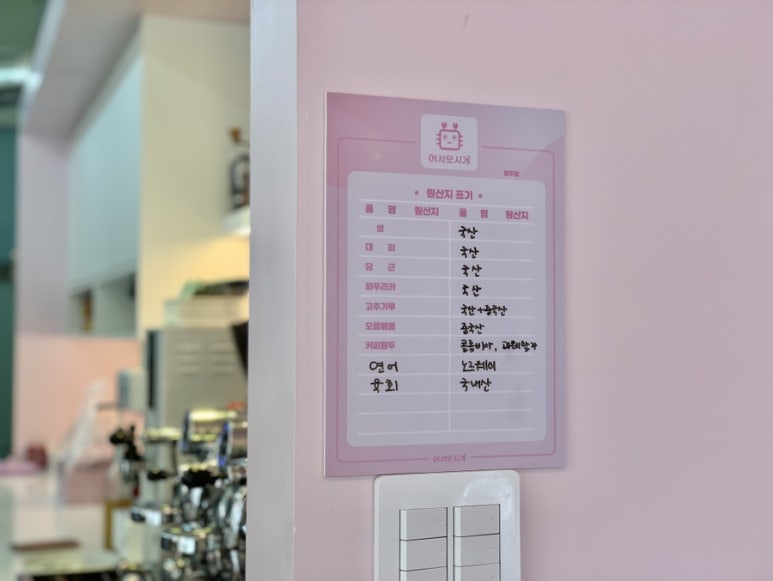 어서오시게
★ 원산지 표기 ★
품 명 원산지 품 명 원산지
쌀 국산
대 파 국산
당 근 국산
파푸리카 국산
고추가루 국산+중국산
모듬해물 중국산
커피원두 콜롬비아, 과테말라
연어 노르웨이
육회 국내산
어서오시게